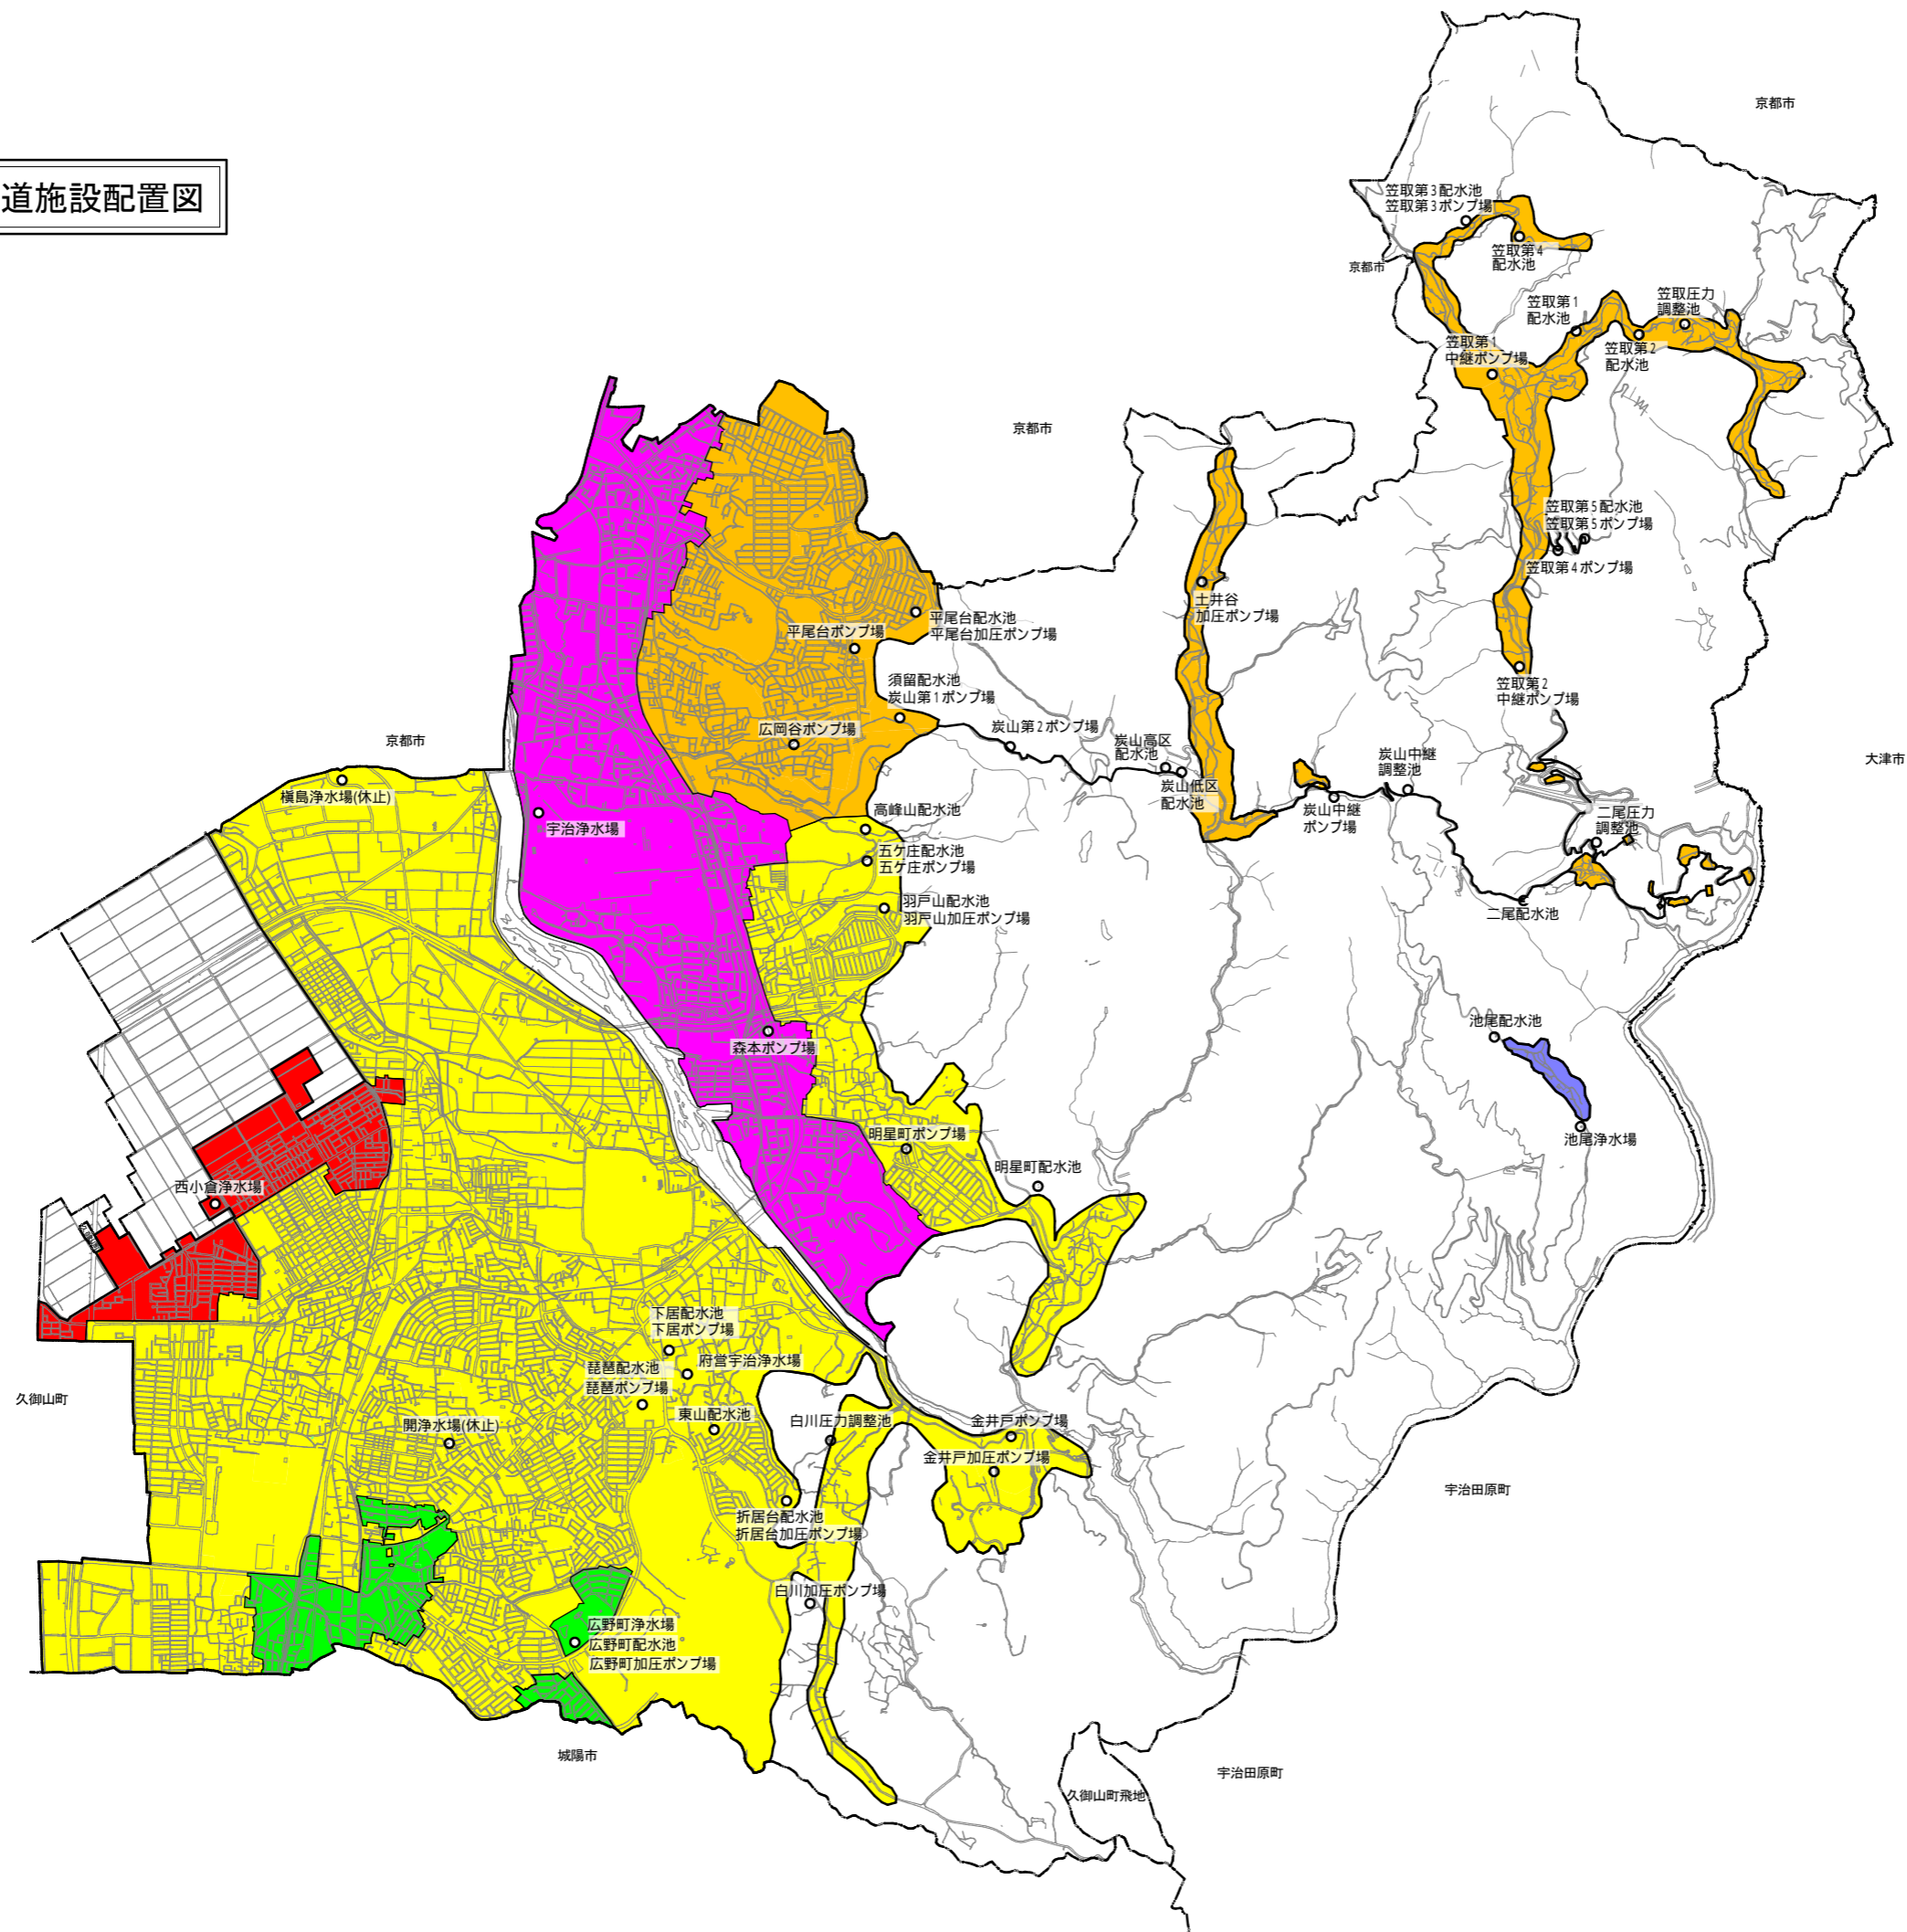 道施設配置図
京都市
笠取第3配水池
笠取第3ポンプ場
京都市
笠取第4
配水池
笠取第1
配水池
笠取圧力
調整池
笠取第1
中継ポンプ場
笠取第2
配水池
京都市
笠取第5配水池
笠取第5ポンプ場
笠取第4ポンプ場
土井谷
加圧ポンプ場
平尾台配水池
平尾台加圧ポンプ場
平尾台ポンプ場
須留配水池
炭山第1ポンプ場
笠取第2
中継ポンプ場
広岡谷ポンプ場
炭山第2ポンプ場
京都市
炭山高区
配水池
炭山中継
調整池
大津市
炭山低区
配水池
槇島浄水場(休止)
宇治浄水場
高峰山配水池
炭山中継
ポンプ場
二尾圧力
調整池
五ケ庄配水池
五ケ庄ポンプ場
羽戸山配水池
羽戸山加圧ポンプ場
二尾配水池
池尾配水池
森本ポンプ場
明星町ポンプ場
池尾浄水場
明星町配水池
西小倉浄水場
下居配水池
下居ポンプ場
府営宇治浄水場
琵琶配水池
琵琶ポンプ場
久御山町
東山配水池
白川圧力調整池
金井戸ポンプ場
開浄水場(休止)
金井戸加圧ポンプ場
宇治田原町
折居台配水池
折居台加圧ポンプ場
白川加圧ポンプ場
広野町浄水場
広野町配水池
広野町加圧ポンプ場
城陽市
宇治田原町
久御山町飛地